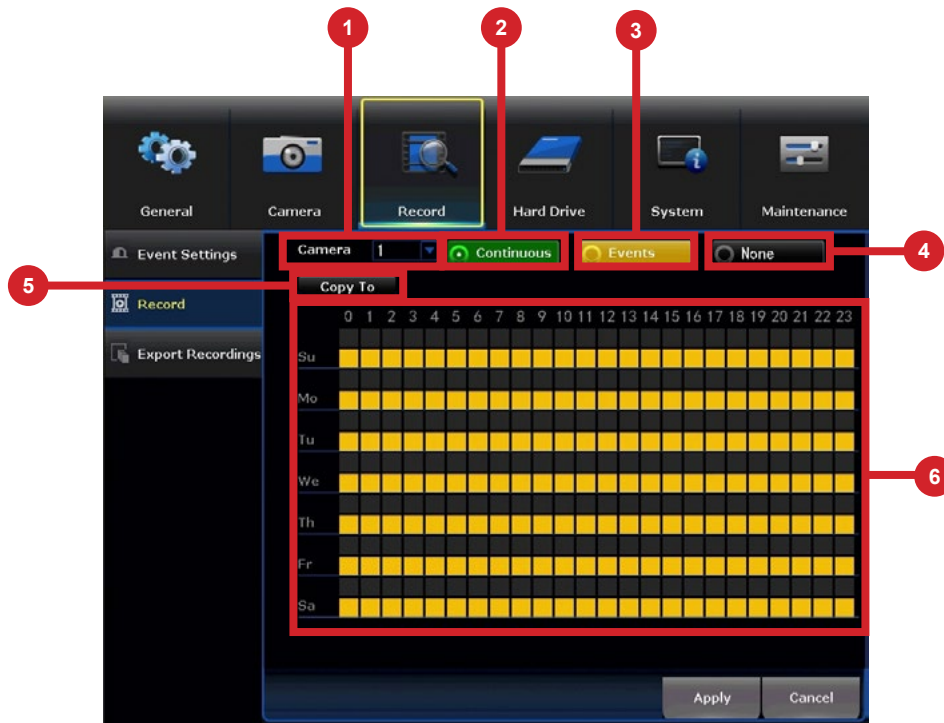 1 2 3
General Camera Record Hard Drive System Maintenance
Event Settings
Camera 1 Continuous Events None
4
5
Copy To
Record
0 1 2 3 4 5 6 7 8 9 10 11 12 13 14 15 16 17 18 19 20 21 22 23
Export Recordings
Su
Mo
Tu
We
6
Th
Fr
Sa
Apply Cancel